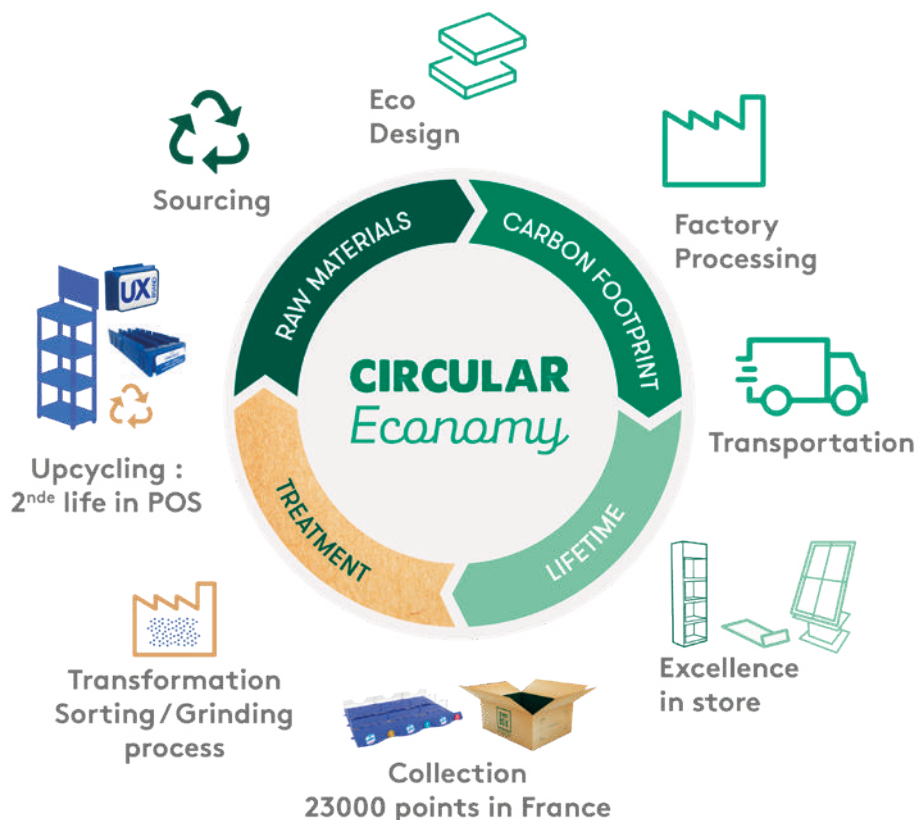 Eco
Design
Sourcing
Factory
Processing
RAW MATERIALS
CARBON FOOTPRINT
UX
CIRCULAR
Economy
Transportation
Upcycling :
2nde life in POS
TREATMENT
LIFETIME
Excellence
in store
Transformation
Sorting / Grinding
process
Collection
23000 points in France